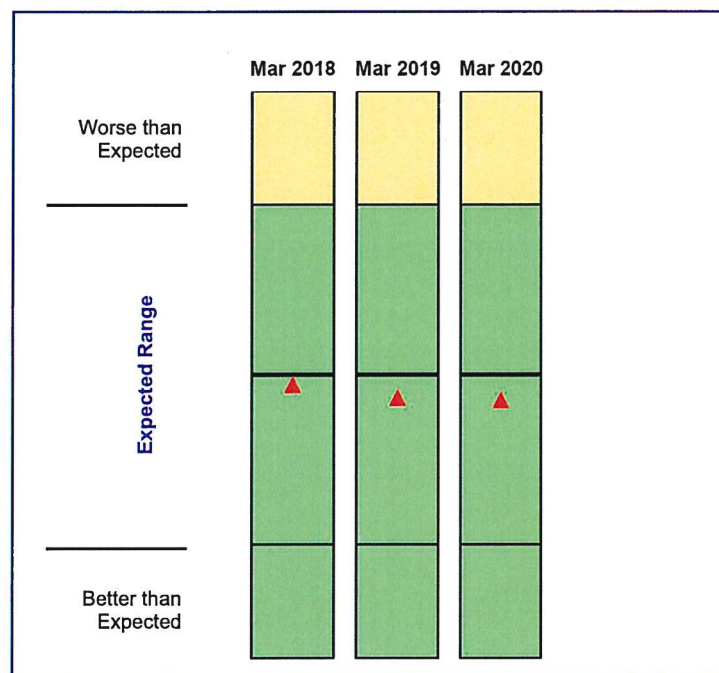 Mar 2018 Mar 2019 Mar 2020
Worse than
Expected
Expected Range
Better than
Expected